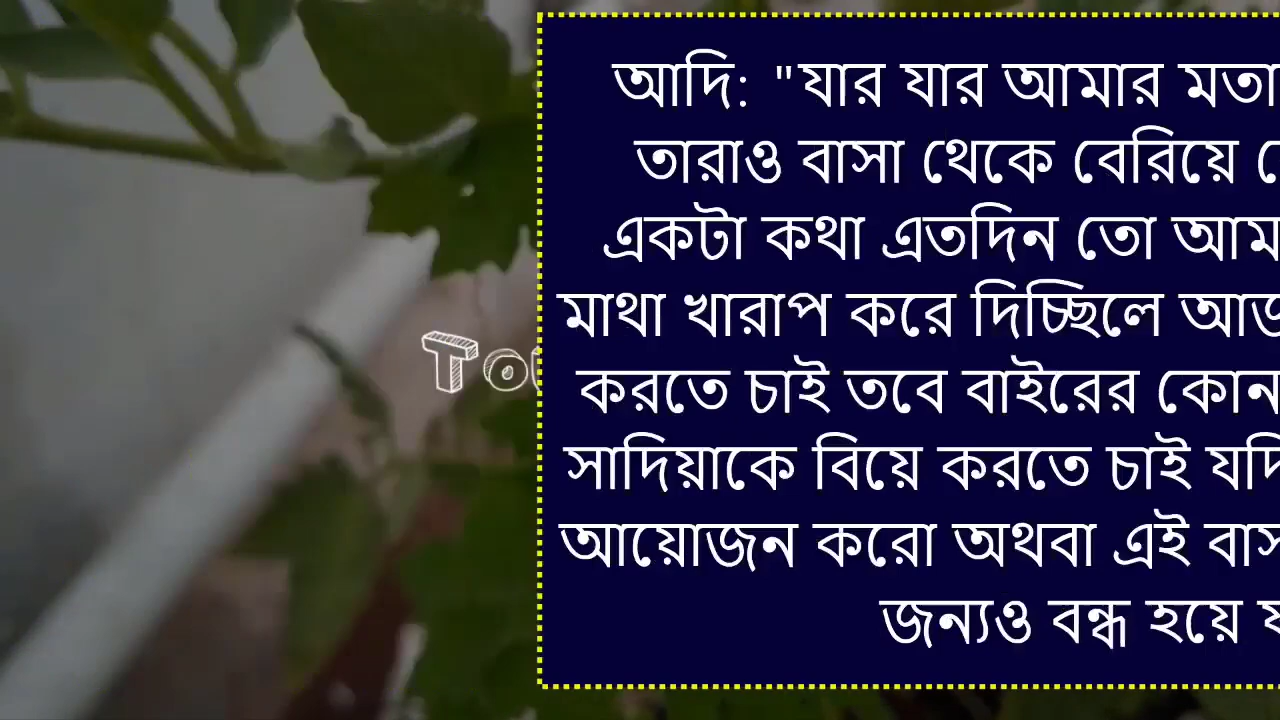 আদি: "যার যার আমার মতা
তারাও বাসা থেকে বেরিয়ে
একটা কথা এতদিন তো আম
মাথা খারাপ করে দিচ্ছিলে
করতে চাই তবে বাইরের কোন
সাদিয়াকে বিয়ে করতে চাই যদি
আয়োজন করো অথবা এই বাস
জন্যও বন্ধ হয়ে